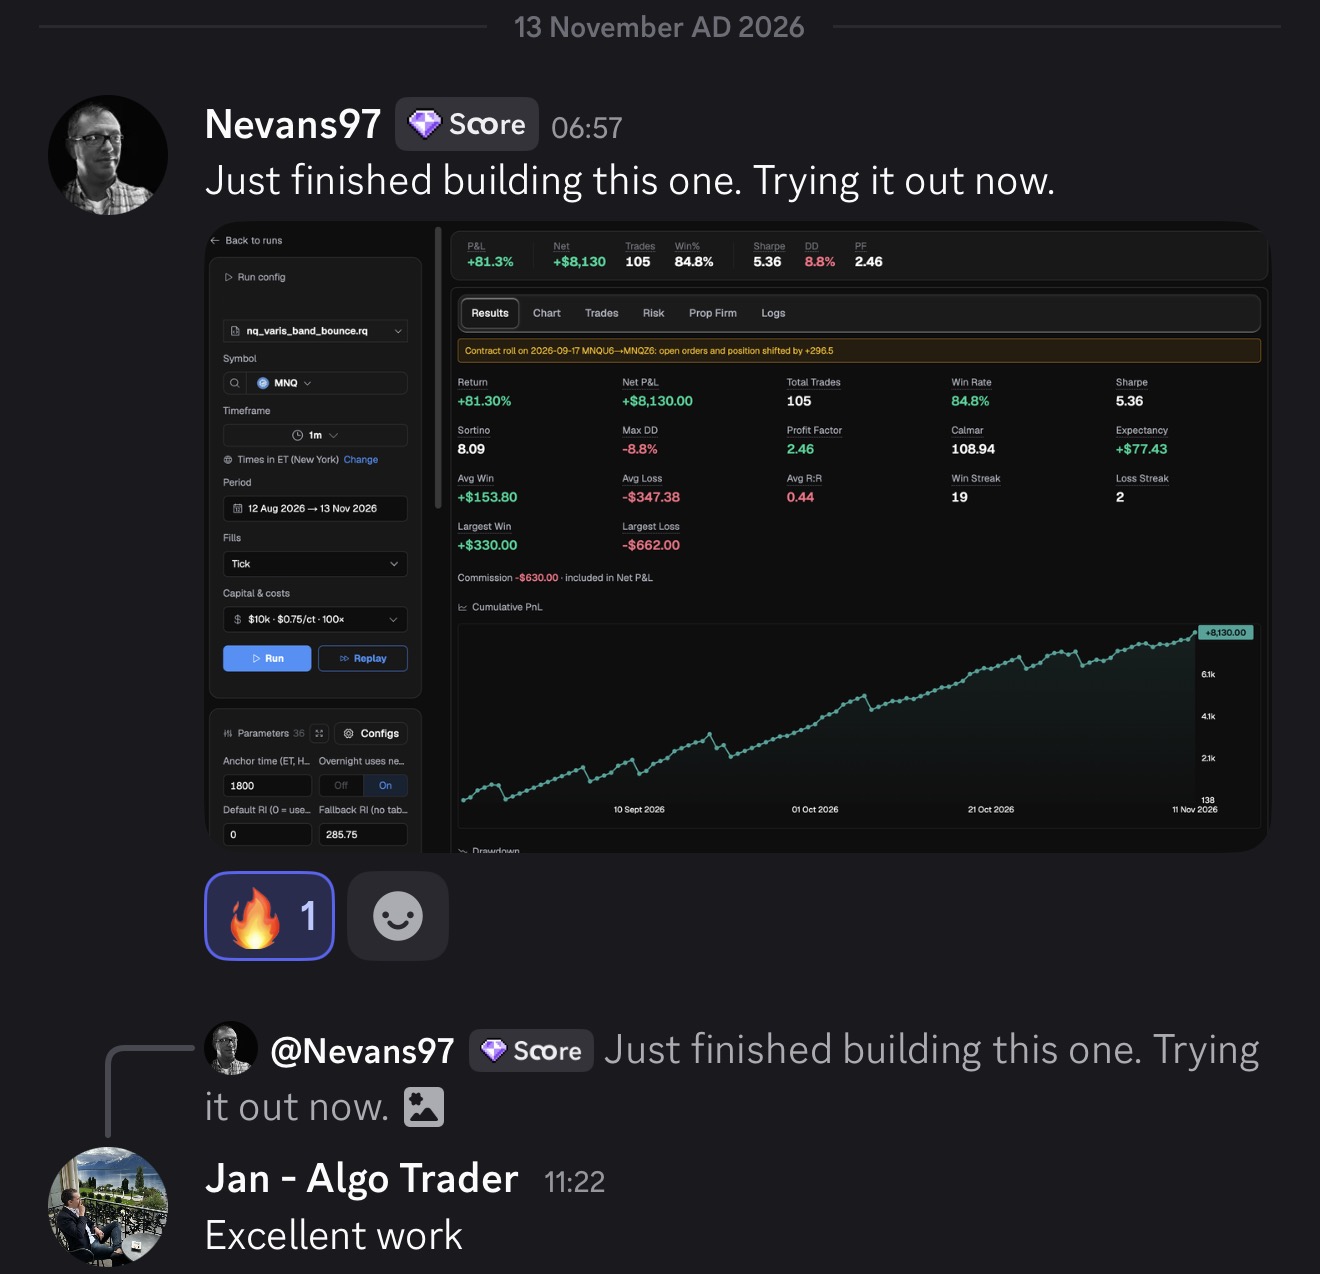 13 November AD 2026
Nevans97 Score 06:57
Just finished building this one. Trying it out now.
← Back to runs
Run config
nq_varis_band_bounce.rq
Symbol
MNQ
Timeframe
1m
Times in ET (New York) Change
Period
12 Aug 2026 → 13 Nov 2026
Fills
Tick
Capital & costs
$ $10k · $0.75/ct · 100×
Run Replay
Parameters 36 Configs
Anchor time (ET, H... Overnight uses ne...
1800 Off On
Default RI (0 = use... Fallback RI (no tab...
0 285.75
P&L Net Trades Win% Sharpe DD PF
+81.3% +$8,130 105 84.8% 5.36 8.8% 2.46
Results Chart Trades Risk Prop Firm Logs
Contract roll on 2026-09-17 MNQU6→MNQZ6: open orders and position shifted by +296.5
Return Net P&L Total Trades Win Rate Sharpe
+81.30% +$8,130.00 105 84.8% 5.36
Sortino Max DD Profit Factor Calmar Expectancy
8.09 -8.8% 2.46 108.94 +$77.43
Avg Win Avg Loss Avg R:R Win Streak Loss Streak
+$153.80 -$347.38 0.44 19 2
Largest Win Largest Loss
+$330.00 -$662.00
Commission -$630.00 · included in Net P&L
Cumulative PnL
+8,130.00
6.1k
4.1k
2.1k
138
10 Sept 2026 01 Oct 2026 21 Oct 2026 11 Nov 2026
Drawdown
1
@Nevans97 Score Just finished building this one. Trying
it out now.
Jan - Algo Trader 11:22
Excellent work